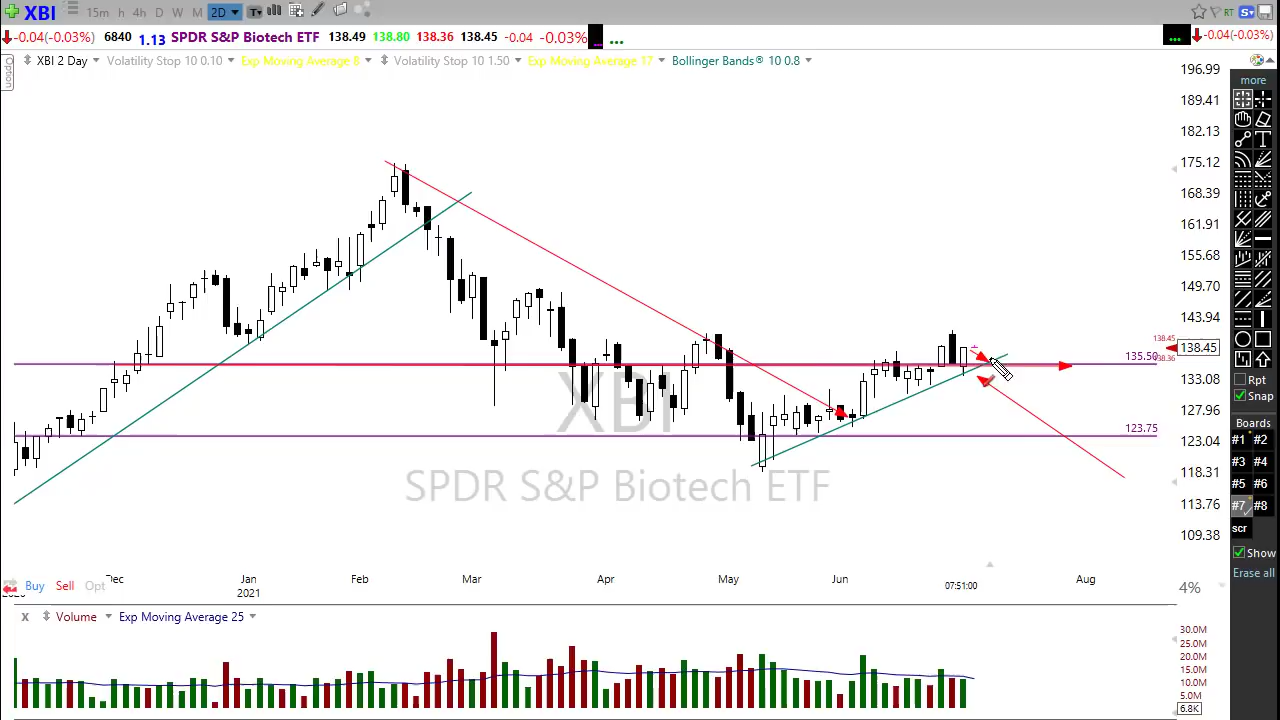 XBI 15m h 4h D W M 2D T RT S
-0.04(-0.03%) 6840 1.13 SPDR S&P Biotech ETF 138.49 138.80 138.36 138.45 -0.04 -0.03% ... ... -0.04(-0.03%)
Option
XBI 2 Day Volatility Stop 10 0.10 Exp Moving Average 8 Volatility Stop 10 1.50 Exp Moving Average 17 Bollinger Bands® 10 0.8
196.99
189.41
182.13
175.12
168.39
161.91
155.68
149.70
143.94
138.45
138.45
135.50
138.36
133.08
127.96
123.75
123.04
118.31
113.76
109.38
XBI
SPDR S&P Biotech ETF
more
Rpt
Snap
Boards
#1 #2
#3 #4
#5 #6
#7 #8
scr
Show
Erase all
Dec Jan Feb Mar Apr May Jun 07:51:00 Aug
2021
Buy Sell Opt
4%
x Volume Exp Moving Average 25
30.0M
25.0M
20.0M
15.0M
10.0M
5.0M
6.8K